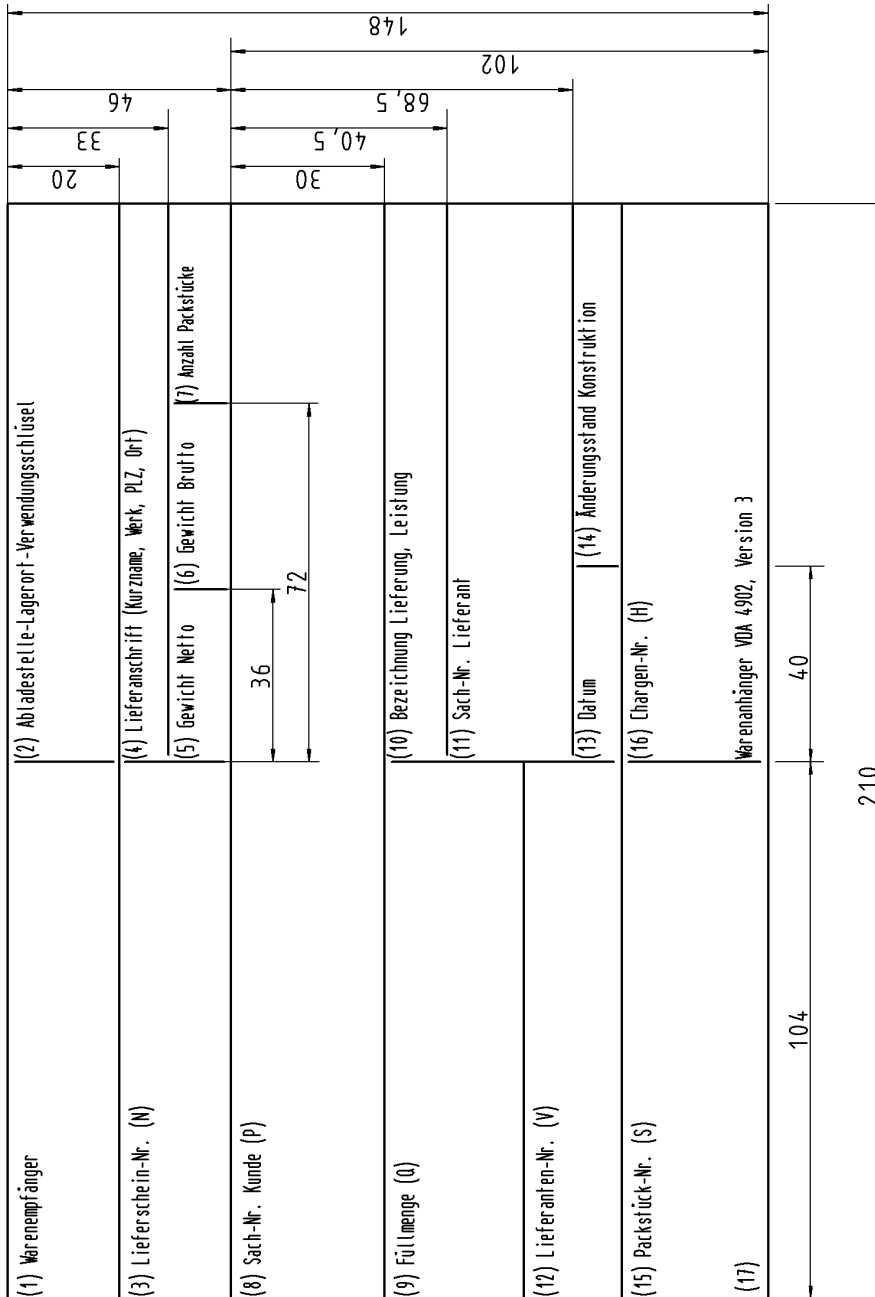 (1) Warenempfänger
(2) Abladestelle-Lagerort-Verwendungsschlüsel
(3) Lieferschein-Nr. (N)
(4) Lieferanschrift (Kurzname, Werk, PLZ, Ort)
(5) Gewicht Netto
(6) Gewicht Brutto
(7) Anzahl Packstücke
(8) Sach-Nr. Kunde (P)
36
72
(9) Füllmenge (Q)
(10) Bezeichnung Lieferung, Leistung
(11) Sach-Nr. Lieferant
(12) Lieferanten-Nr. (V)
(13) Datum
(14) Änderungsstand Konstruktion
(15) Packstück-Nr. (S)
(16) Chargen-Nr. (H)
(17)
Warenanhänger VDA 4902, Version 3
20
33
46
148
30
40,5
68,5
102
104
40
210